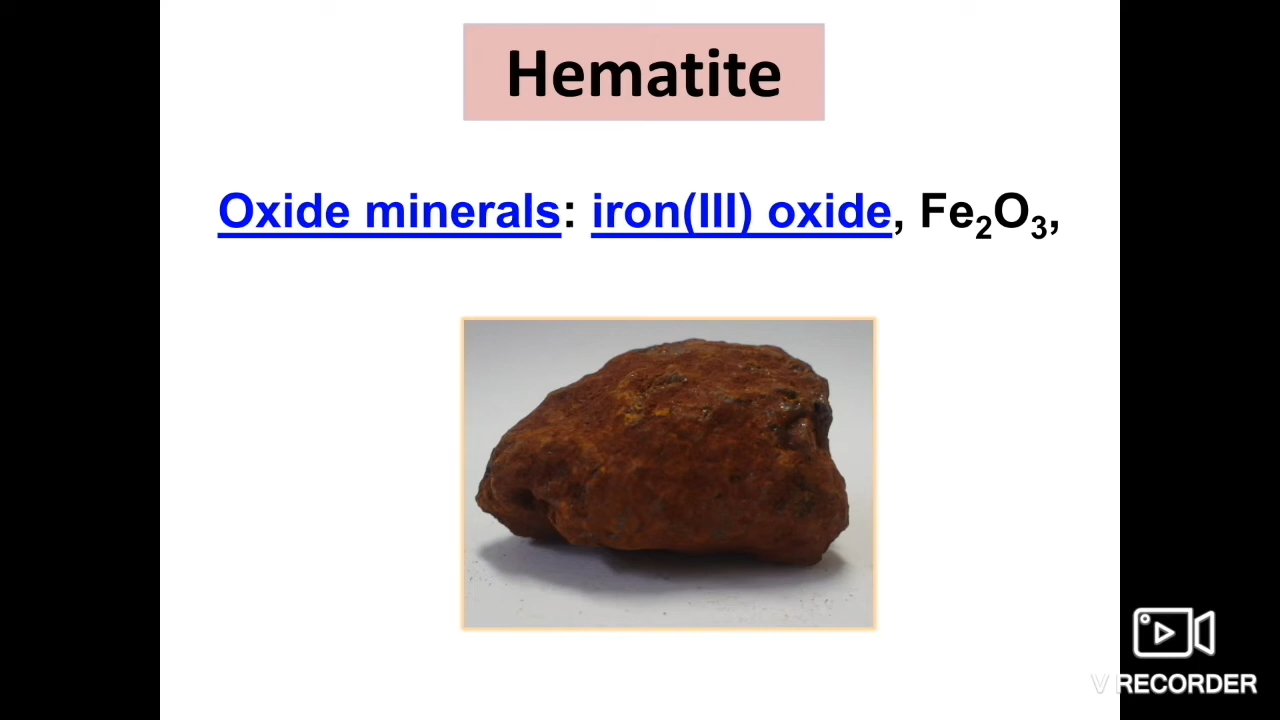 Hematite
Oxide minerals: iron(III) oxide, Fe₂O₃,
V RECORDER